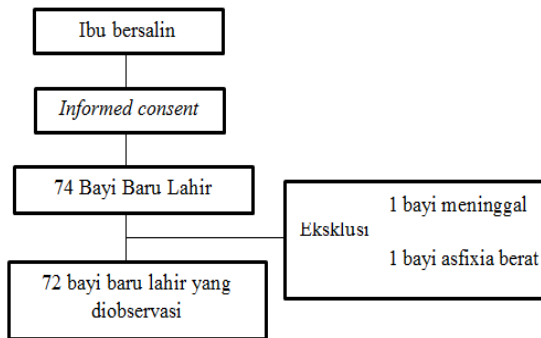 Ibu bersalin
Informed consent
74 Bayi Baru Lahir
1 bayi meninggal
Eksklusi
1 bayi asfixia berat
72 bayi baru lahir yang
diobservasi